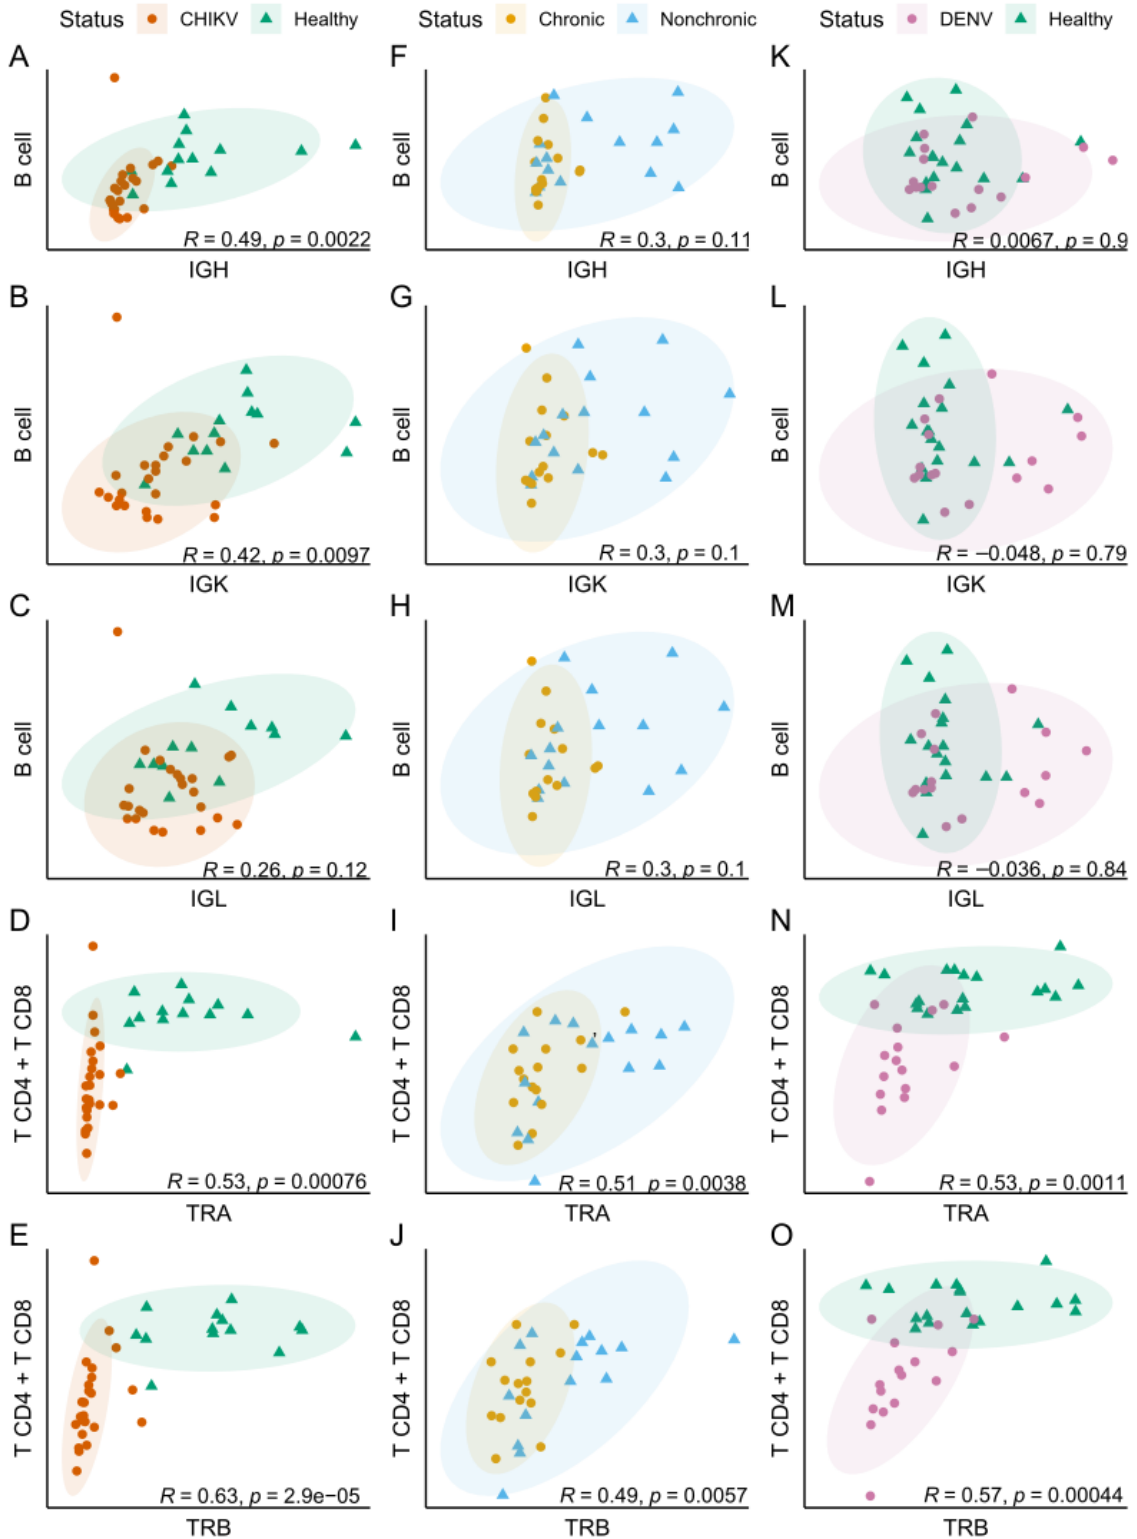 Status CHIKV Healthy
Status Chronic Nonchronic
Status DENV Healthy
A
B cell
R = 0.49, p = 0.0022
IGH
F
B cell
R = 0.3, p = 0.11
IGH
K
B cell
R = 0.0067, p = 0.9
IGH
B
B cell
R = 0.42, p = 0.0097
IGK
G
B cell
R = 0.3, p = 0.1
IGK
L
B cell
R = −0.048, p = 0.79
IGK
C
B cell
R = 0.26, p = 0.12
IGL
H
B cell
R = 0.3, p = 0.1
IGL
M
B cell
R = −0.036, p = 0.84
IGL
D
T CD4 + T CD8
R = 0.53, p = 0.00076
TRA
I
T CD4 + T CD8
,
R = 0.51 p = 0.0038
TRA
N
T CD4 + T CD8
R = 0.53, p = 0.0011
TRA
E
T CD4 + T CD8
R = 0.63, p = 2.9e−05
TRB
J
T CD4 + T CD8
R = 0.49, p = 0.0057
TRB
O
T CD4 + T CD8
R = 0.57, p = 0.00044
TRB